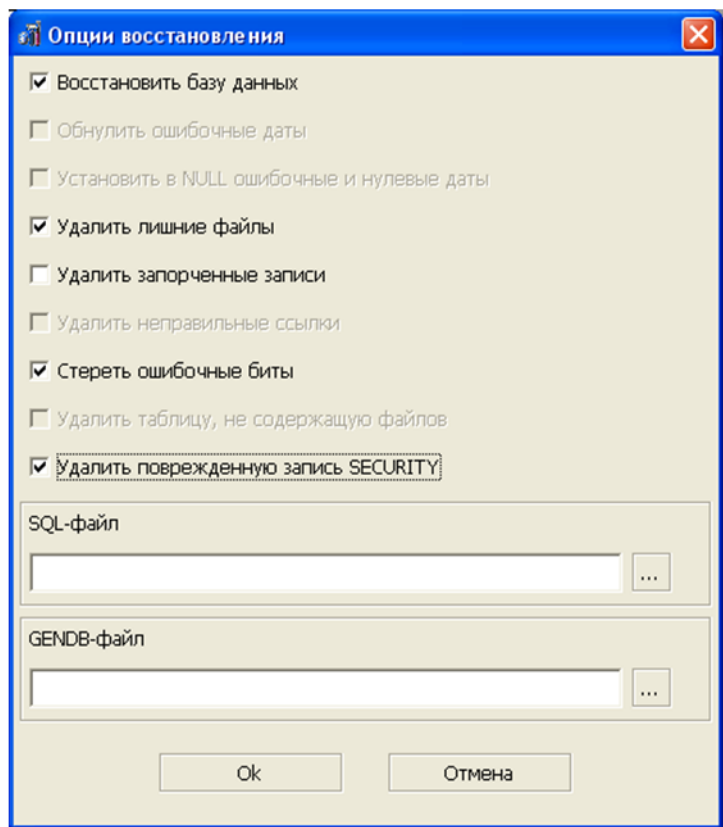 Опции восстановления
Восстановить базу данных
Обнулить ошибочные даты
Установить в NULL ошибочные и нулевые даты
Удалить лишние файлы
Удалить запорченные записи
Удалить неправильные ссылки
Стереть ошибочные биты
Удалить таблицу, не содержащую файлов
Удалить поврежденную запись SECURITY
SQL-файл
...
GENDB-файл
...
Ok Отмена